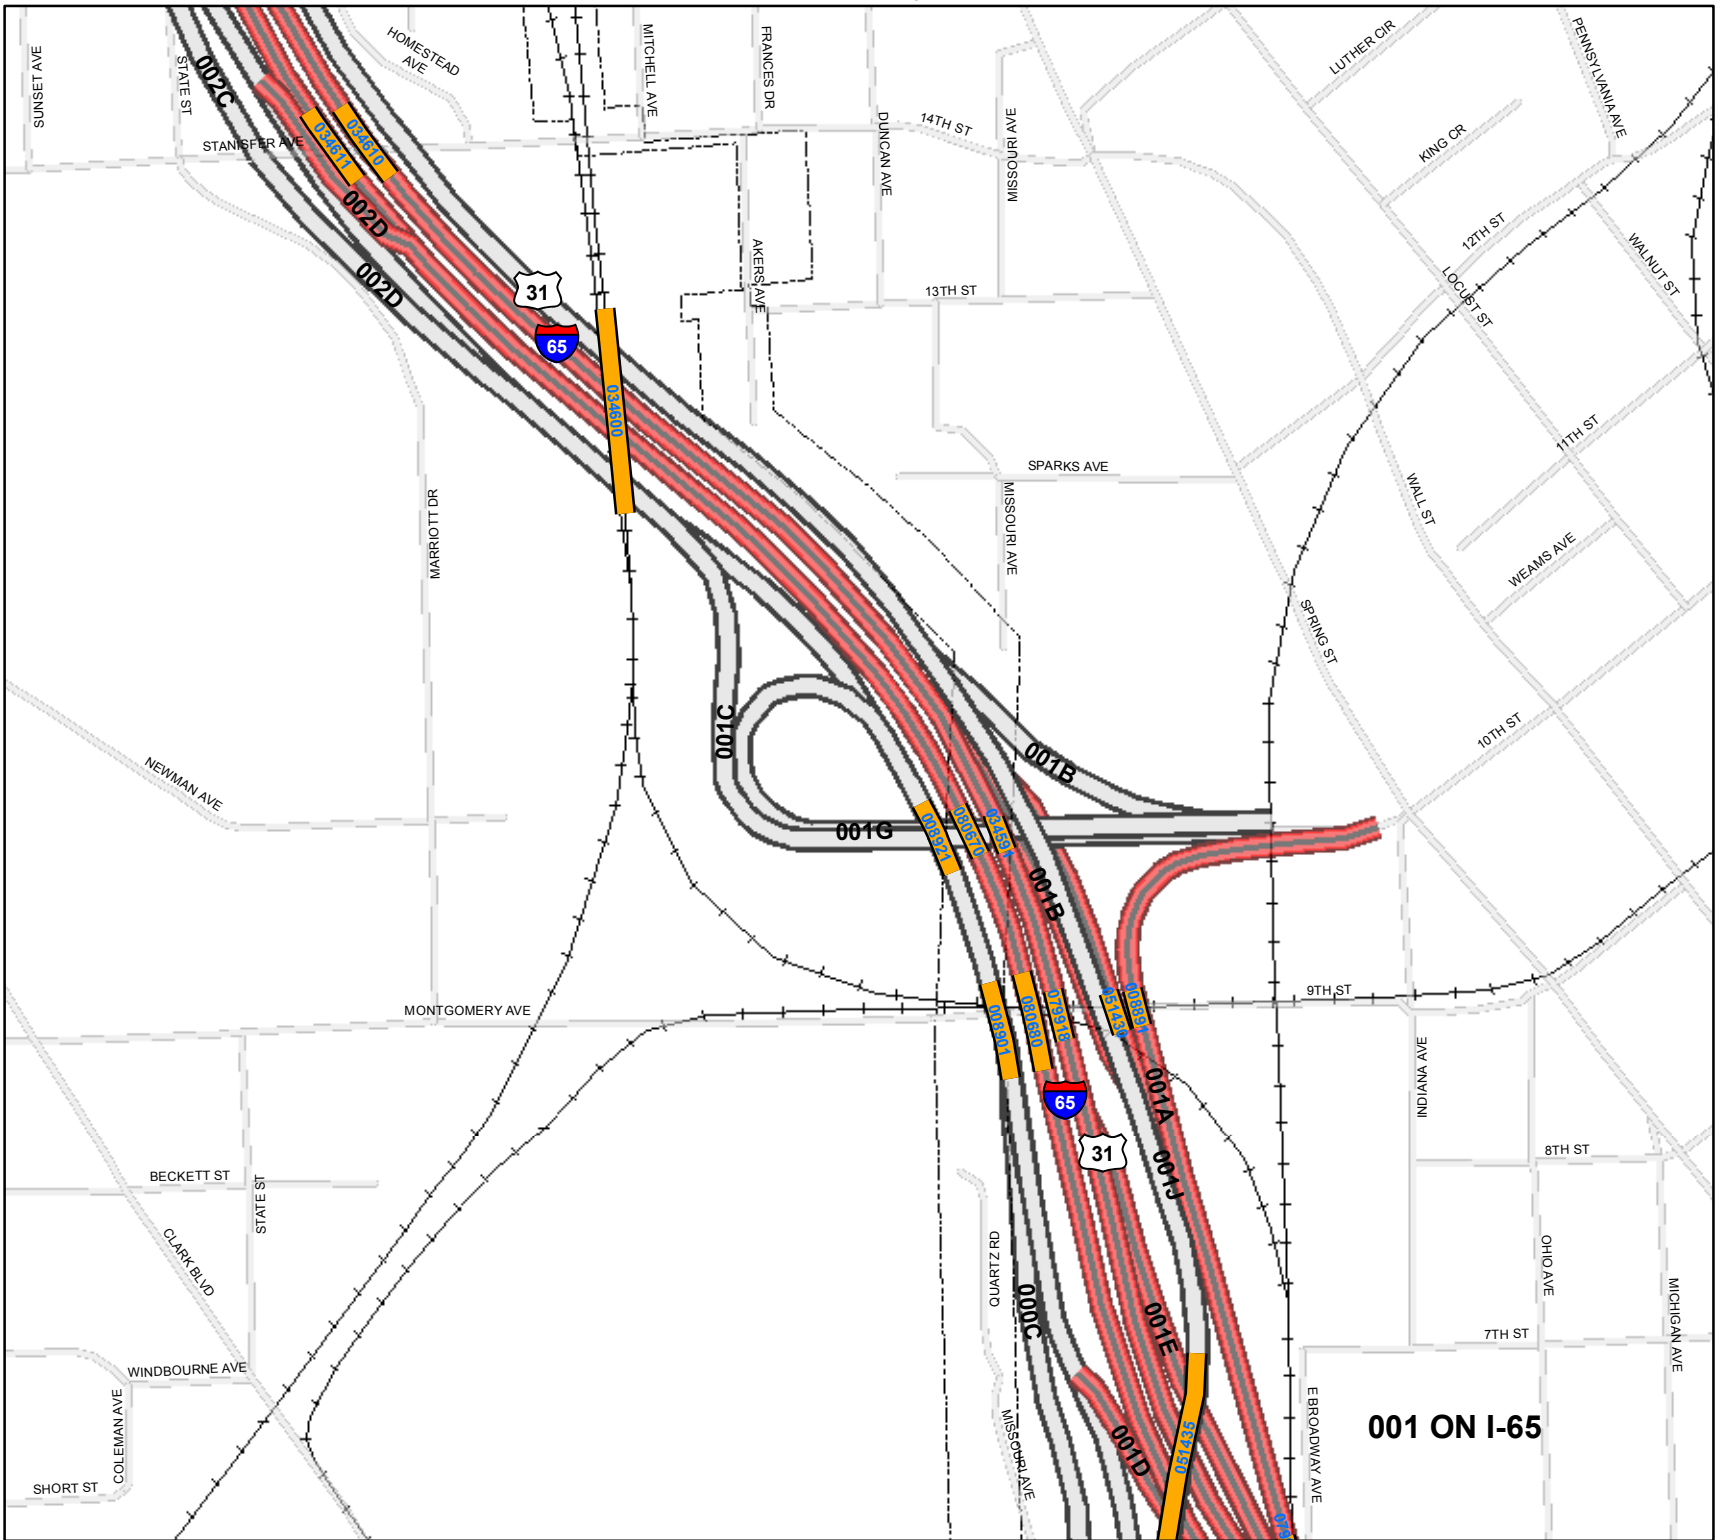 SUNSET AVE
STATE ST
002C
HOMESTEAD
AVE
MITCHELL AVE
FRANCES DR
DUNCAN AVE
14TH ST
MISSOURI AVE
LUTHER CIR
PENNSYLVANIA AVE
KING CR
STANISFER AVE
034611
034610
002D
002D
31
65
034600
AKERS AVE
13TH ST
12TH ST
LOCUST ST
WALNUT ST
11TH ST
SPARKS AVE
MISSOURI AVE
WALL ST
WEAMS AVE
MARRIOTT DR
SPRING ST
10TH ST
NEWMAN AVE
001C
001B
001G
008921
080670
034591
001B
MONTGOMERY AVE
9TH ST
008901
080680
079918
051430
008891
65
31
001A
001J
INDIANA AVE
8TH ST
BECKETT ST
STATE ST
CLARK BLVD
QUARTZ RD
000C
001E
OHIO AVE
MICHIGAN AVE
7TH ST
WINDBOURNE AVE
COLEMAN AVE
SHORT ST
MISSOURI AVE
001D
051435
E BROADWAY AVE
001 ON I-65